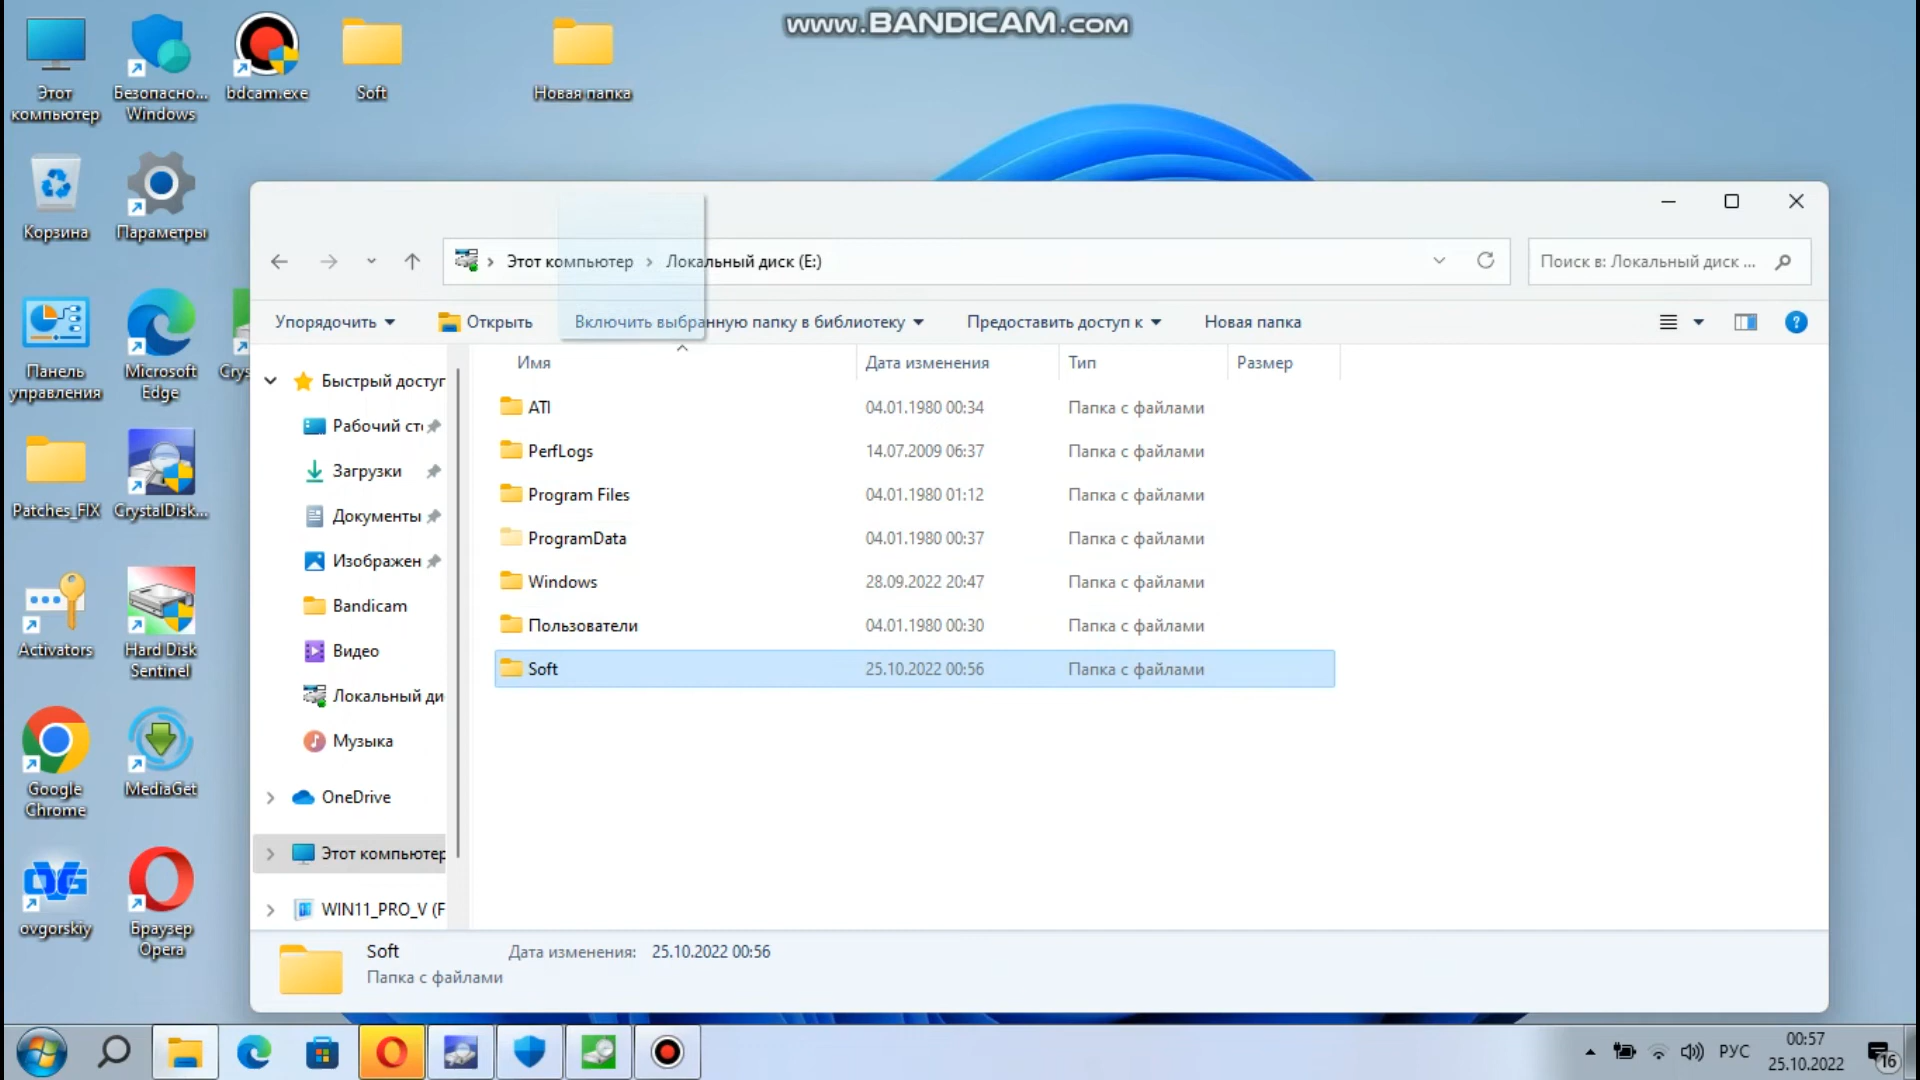 www.BANDICAM.com
Этот
компьютер
Безопасно...
Windows
bdcam.exe
Soft
Новая папка
Корзина
Параметры
Панель
управления
Microsoft
Edge
Crys
Patches_FIX
CrystalDisk...
Activators
Hard Disk
Sentinel
Google
Chrome
MediaGet
ovgorskiy
Браузер
Opera
Этот компьютер
Локальный диск (E:)
Поиск в: Локальный диск ...
Упорядочить
Открыть
Включить выбранную папку в библиотеку
Предоставить доступ к
Новая папка
?
Быстрый доступ
Рабочий сто
Загрузки
Документы
Изображен
Bandicam
Видео
Локальный ди
Музыка
OneDrive
Этот компьютер
WIN11_PRO_V (F
Имя Дата изменения Тип Размер
ATI 04.01.1980 00:34 Папка с файлами
PerfLogs 14.07.2009 06:37 Папка с файлами
Program Files 04.01.1980 01:12 Папка с файлами
ProgramData 04.01.1980 00:37 Папка с файлами
Windows 28.09.2022 20:47 Папка с файлами
Пользователи 04.01.1980 00:30 Папка с файлами
Soft 25.10.2022 00:56 Папка с файлами
Soft Дата изменения: 25.10.2022 00:56
Папка с файлами
РУС
00:57
25.10.2022
16